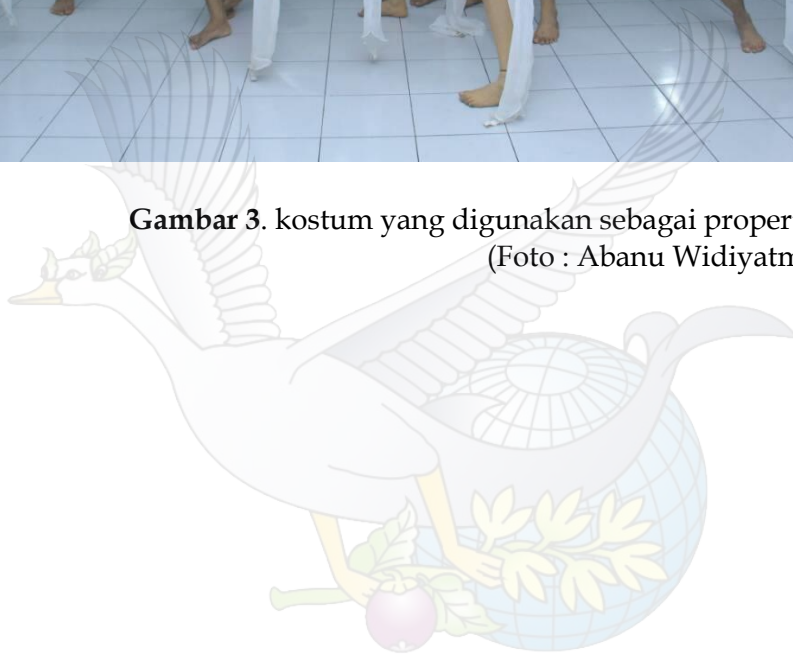 Gambar 3. kostum yang digunakan sebagai proper
(Foto : Abanu Widiyatm